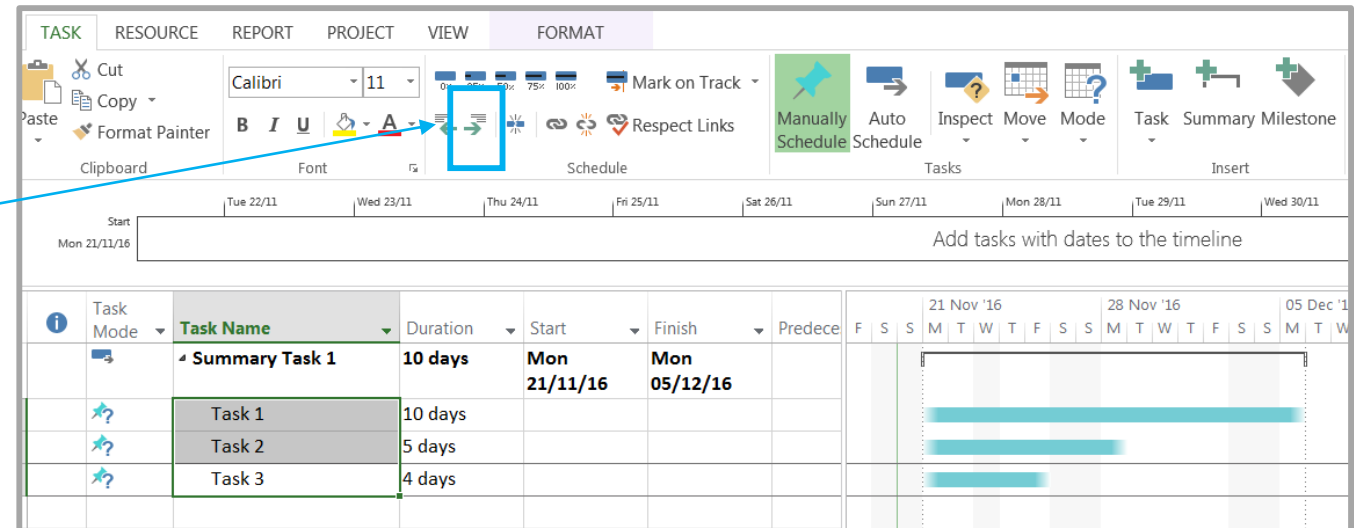 TASK RESOURCE REPORT PROJECT VIEW FORMAT
Cut
Copy
Format Painter
Paste
Clipboard
Calibri 11
B I U A
Font
50% 75% 100%
Mark on Track
Respect Links
Schedule
Manually Schedule
Auto Schedule
Inspect Move Mode
Tasks
Task Summary Milestone
Insert
Tue 22/11 Wed 23/11 Thu 24/11 Fri 25/11 Sat 26/11 Sun 27/11 Mon 28/11 Tue 29/11 Wed 30/11
Start
Mon 21/11/16
Add tasks with dates to the timeline
Task Mode Task Name Duration Start Finish Predece
21 Nov '16 28 Nov '16 05 Dec '1
F S S M T W T F S S M T W T F S S M T W
Summary Task 1 10 days Mon 21/11/16 Mon 05/12/16
Task 1 10 days
Task 2 5 days
Task 3 4 days